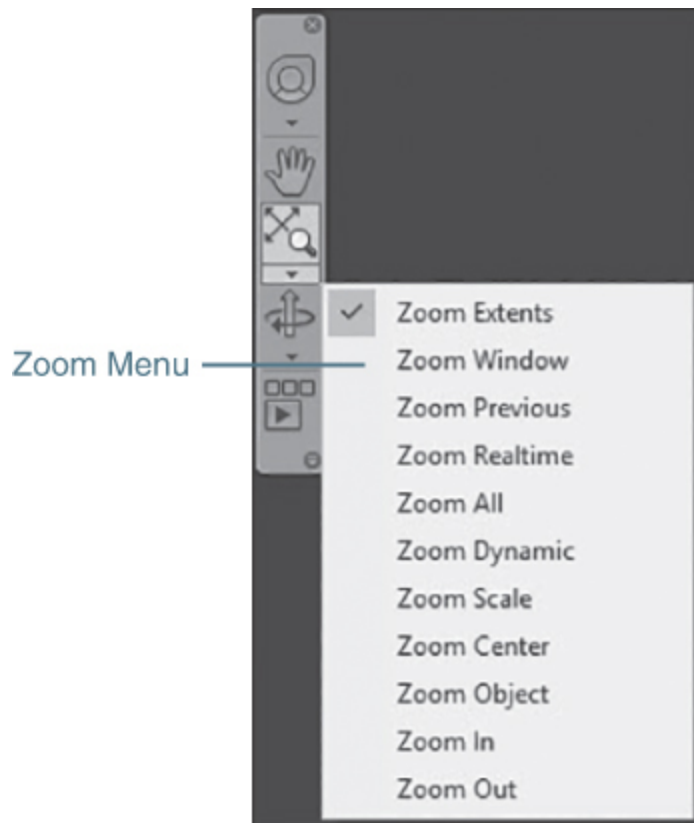 Zoom Menu
Zoom Extents
Zoom Window
Zoom Previous
Zoom Realtime
Zoom All
Zoom Dynamic
Zoom Scale
Zoom Center
Zoom Object
Zoom In
Zoom Out